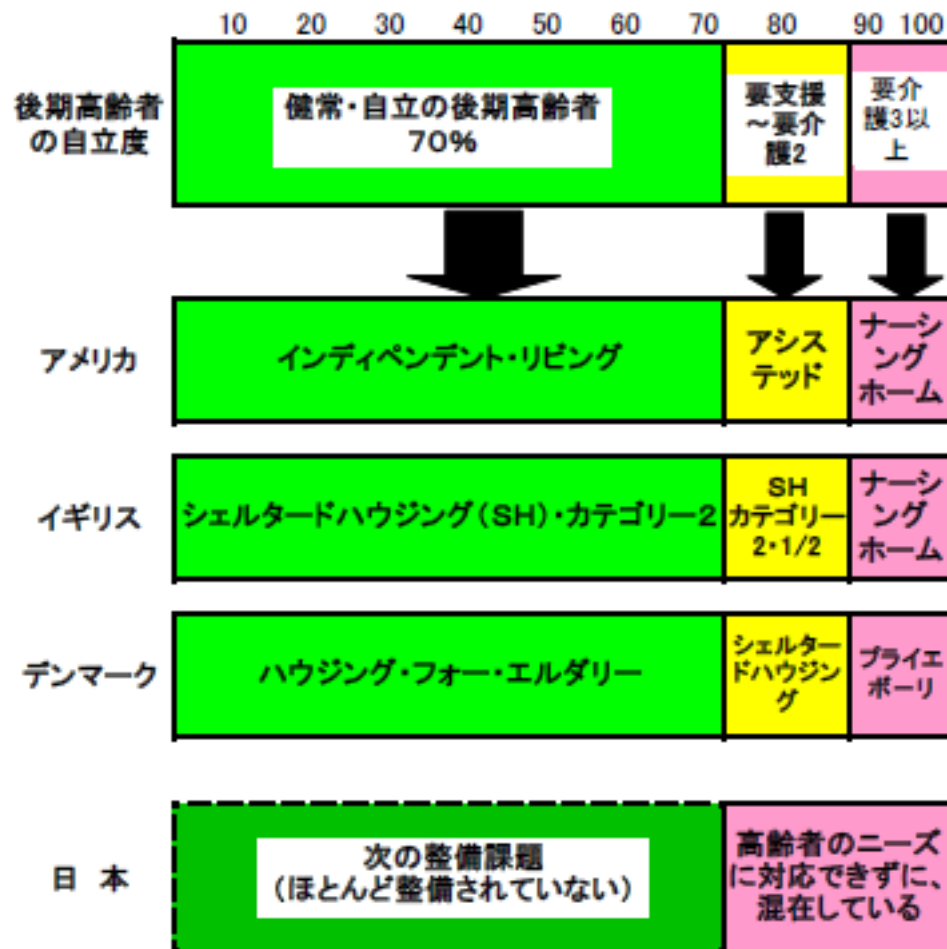 10 20 30 40 50 60 70 80 90 100
後期高齢者
の自立度
健常・自立の後期高齢者
70%
要支援
～要介
護2
要介
護3以
上
アメリカ
インディペンデント・リビング
アシス
テッド
ナーシ
ング
ホーム
イギリス
シェルタードハウジング(SH)・カテゴリー2
SH
カテゴリー
2・1/2
ナーシ
ング
ホーム
デンマーク
ハウジング・フォー・エルダリー
シェルター
ドハウジン
グ
プライエ
ボーリ
日 本
次の整備課題
(ほとんど整備されていない)
高齢者のニーズ
に対応できずに、
混在している